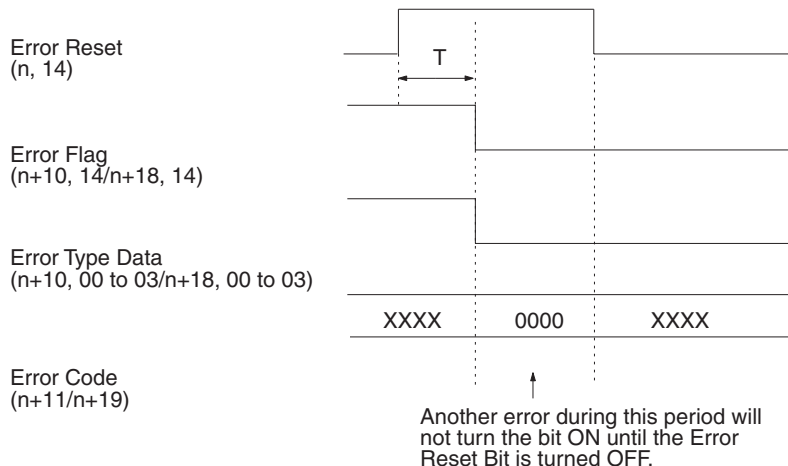 Error Reset
(n, 14)
T
Error Flag
(n+10, 14/n+18, 14)
Error Type Data
(n+10, 00 to 03/n+18, 00 to 03)
XXXX 0000 XXXX
Error Code
(n+11/n+19)
Another error during this period will
not turn the bit ON until the Error
Reset Bit is turned OFF.